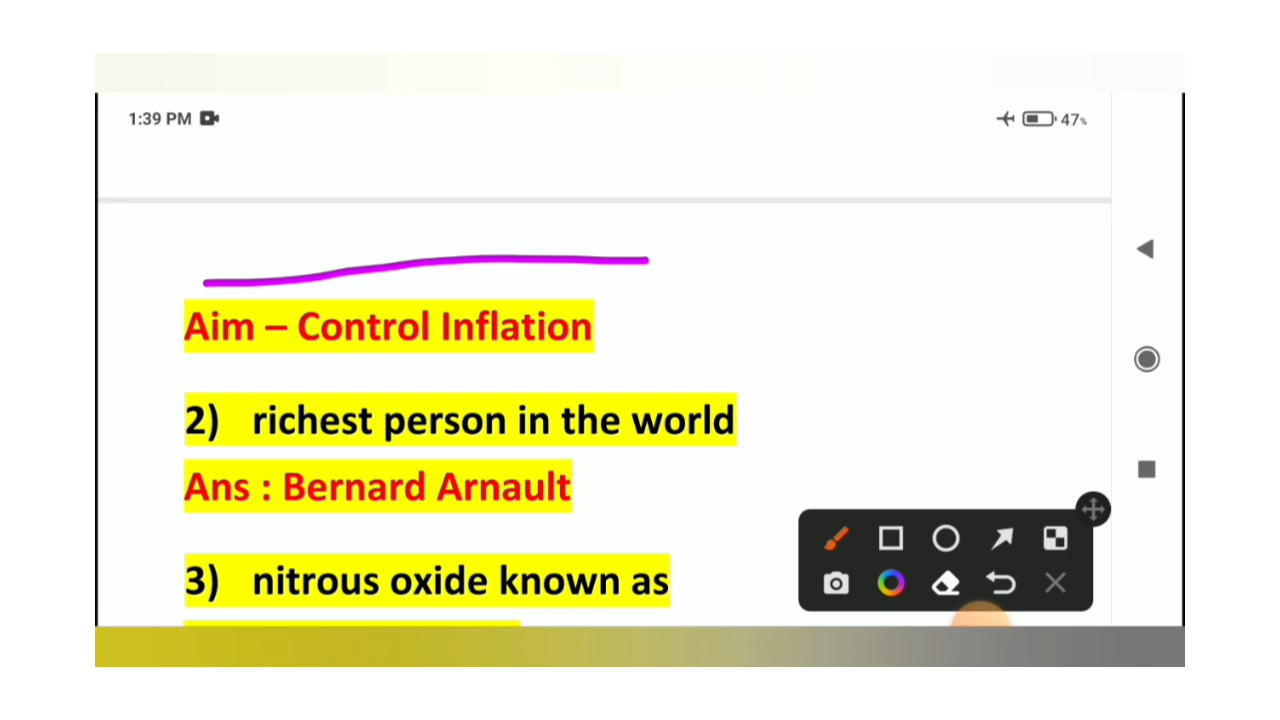 1:39 PM 47%
Aim – Control Inflation
2) richest person in the world
Ans : Bernard Arnault
3) nitrous oxide known as